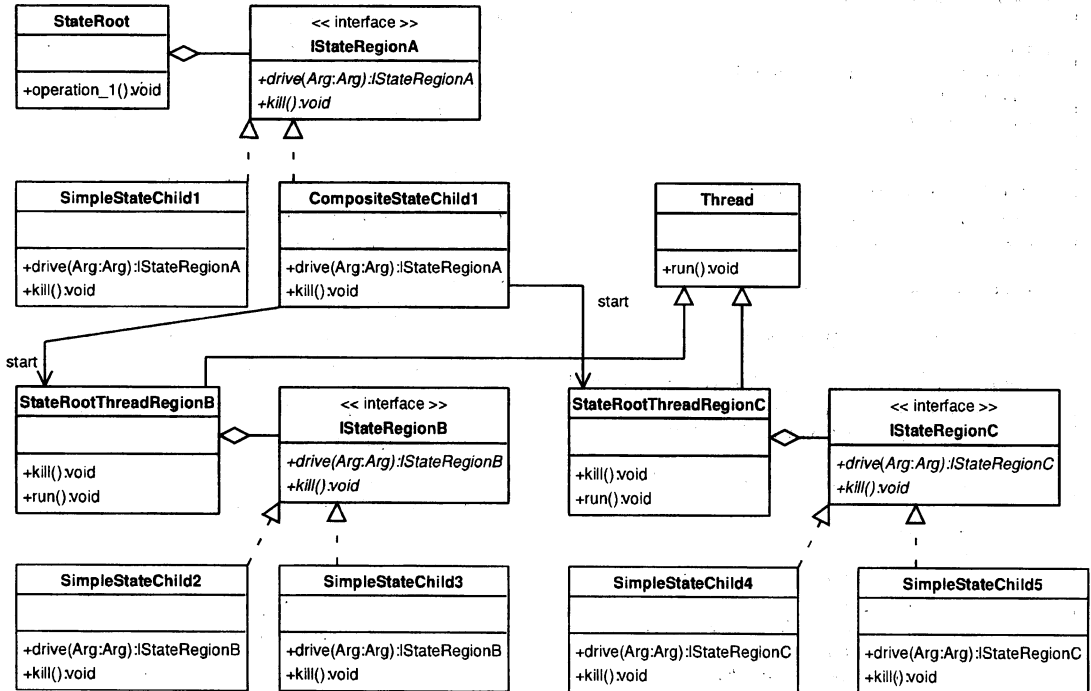 StateRoot
+operation_1():void
<< interface >>
IStateRegionA
+drive(Arg:Arg):IStateRegionA
+kill():void
SimpleStateChild1
+drive(Arg:Arg):IStateRegionA
+kill():void
CompositeStateChild1
+drive(Arg:Arg):IStateRegionA
+kill():void
Thread
+run():void
start
start
StateRootThreadRegionB
+kill():void
+run():void
<< interface >>
IStateRegionB
+drive(Arg:Arg):IStateRegionB
+kill():void
StateRootThreadRegionC
+kill():void
+run():void
<< interface >>
IStateRegionC
+drive(Arg:Arg):IStateRegionC
+kill():void
SimpleStateChild2
+drive(Arg:Arg):IStateRegionB
+kill():void
SimpleStateChild3
+drive(Arg:Arg):IStateRegionB
+kill():void
SimpleStateChild4
+drive(Arg:Arg):IStateRegionC
+kill():void
SimpleStateChild5
+drive(Arg:Arg):IStateRegionC
+kill():void